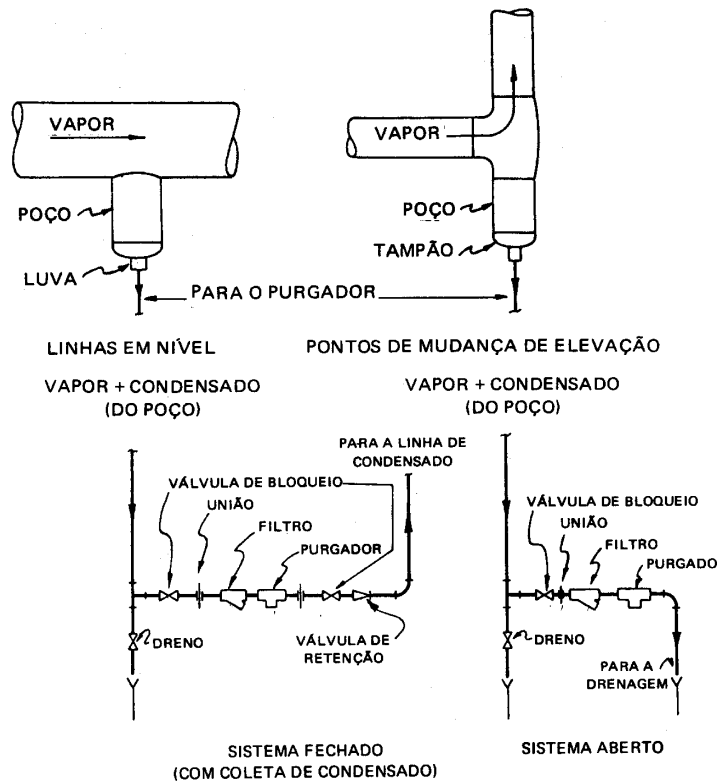 VAPOR
POÇO
LUVA
VAPOR
POÇO
TAMPÃO
PARA O PURGADOR
LINHAS EM NÍVEL
PONTOS DE MUDANÇA DE ELEVAÇÃO
VAPOR + CONDENSADO
(DO POÇO)
VAPOR + CONDENSADO
(DO POÇO)
PARA A LINHA DE
CONDENSADO
VÁLVULA DE BLOQUEIO
UNIÃO
FILTRO
PURGADOR
DRENO
VÁLVULA DE
RETENÇÃO
VÁLVULA DE BLOQUEIO
UNIÃO
FILTRO
PURGADO
DRENO
PARA A
DRENAGEM
SISTEMA FECHADO
(COM COLETA DE CONDENSADO)
SISTEMA ABERTO